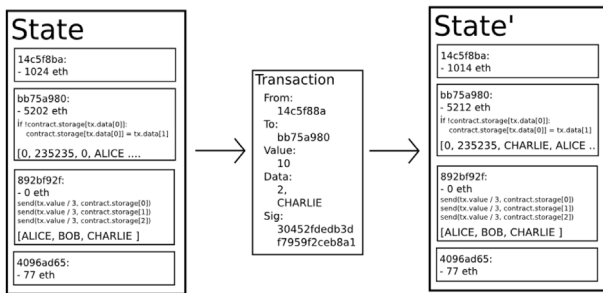 State
14c5f8ba:
- 1024 eth
bb75a980:
- 5202 eth
if !contract.storage[tx.data[0]]:
contract.storage[tx.data[0]] = tx.data[1]
[0, 235235, 0, ALICE ....
892bf92f:
- 0 eth
send(tx.value / 3, contract.storage[0])
send(tx.value / 3, contract.storage[1])
send(tx.value / 3, contract.storage[2])
[ALICE, BOB, CHARLIE ]
4096ad65:
- 77 eth
Transaction
From:
14c5f88a
To:
bb75a980
Value:
10
Data:
2,
CHARLIE
Sig:
30452fdedb3d
f7959f2ceb8a1
State'
14c5f8ba:
- 1014 eth
bb75a980:
- 5212 eth
if !contract.storage[tx.data[0]]:
contract.storage[tx.data[0]] = tx.data[1]
[0, 235235, CHARLIE, ALICE ..
892bf92f:
- 0 eth
send(tx.value / 3, contract.storage[0])
send(tx.value / 3, contract.storage[1])
send(tx.value / 3, contract.storage[2])
[ALICE, BOB, CHARLIE ]
4096ad65:
- 77 eth